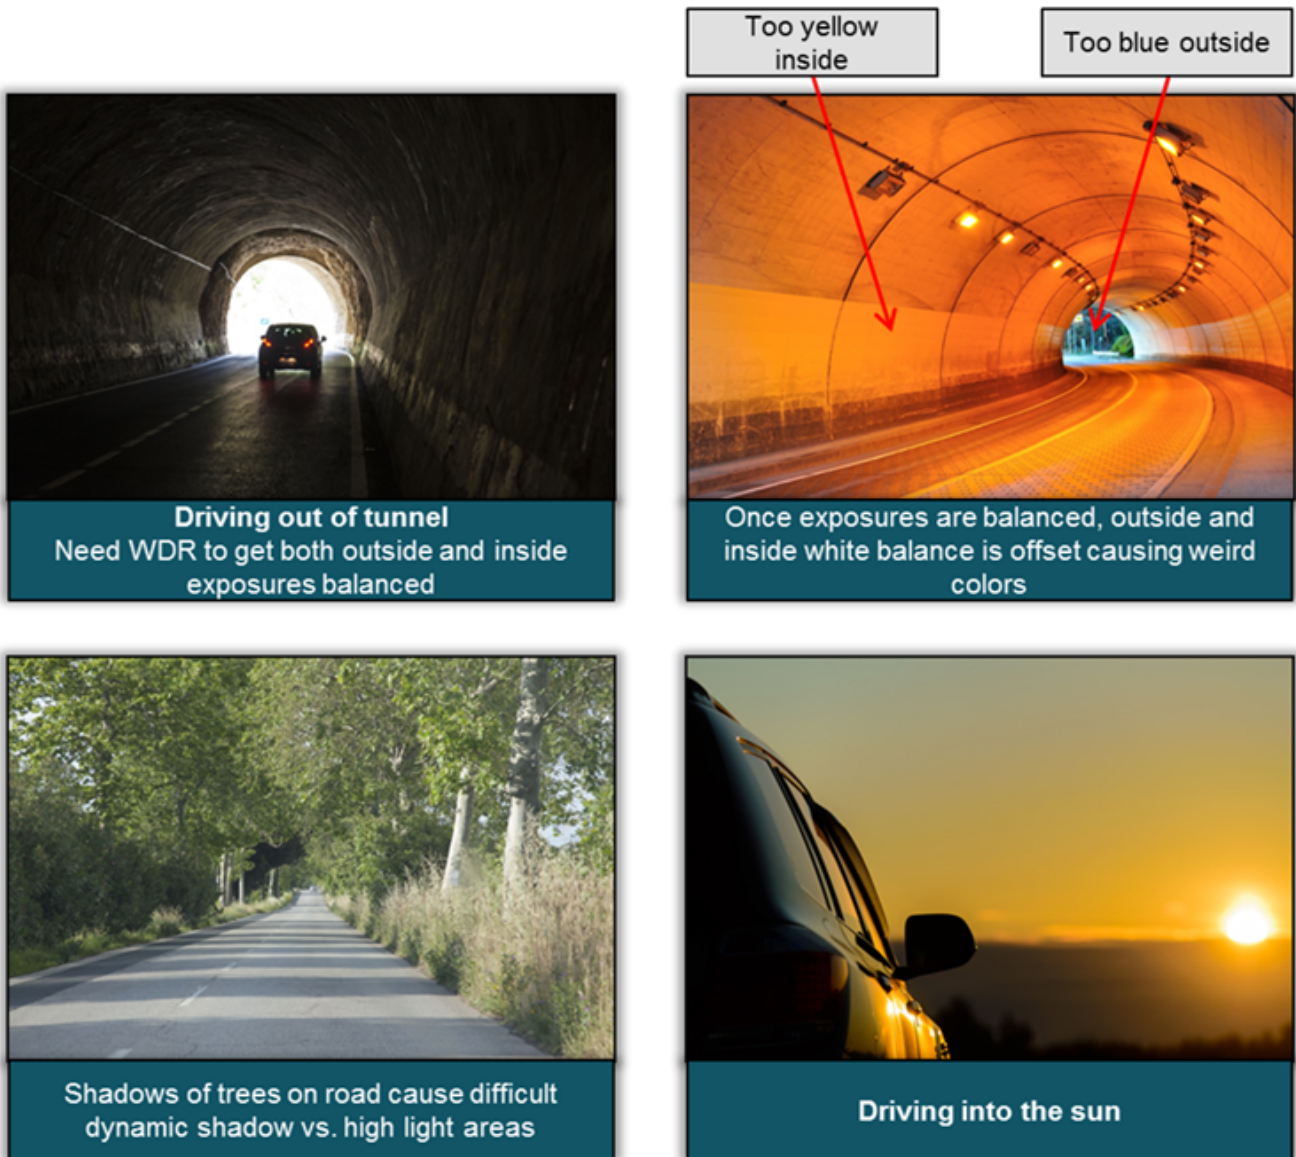 Too yellow
inside
Too blue outside
Driving out of tunnel
Need WDR to get both outside and inside
exposures balanced
Once exposures are balanced, outside and
inside white balance is offset causing weird
colors
Shadows of trees on road cause difficult
dynamic shadow vs. high light areas
Driving into the sun